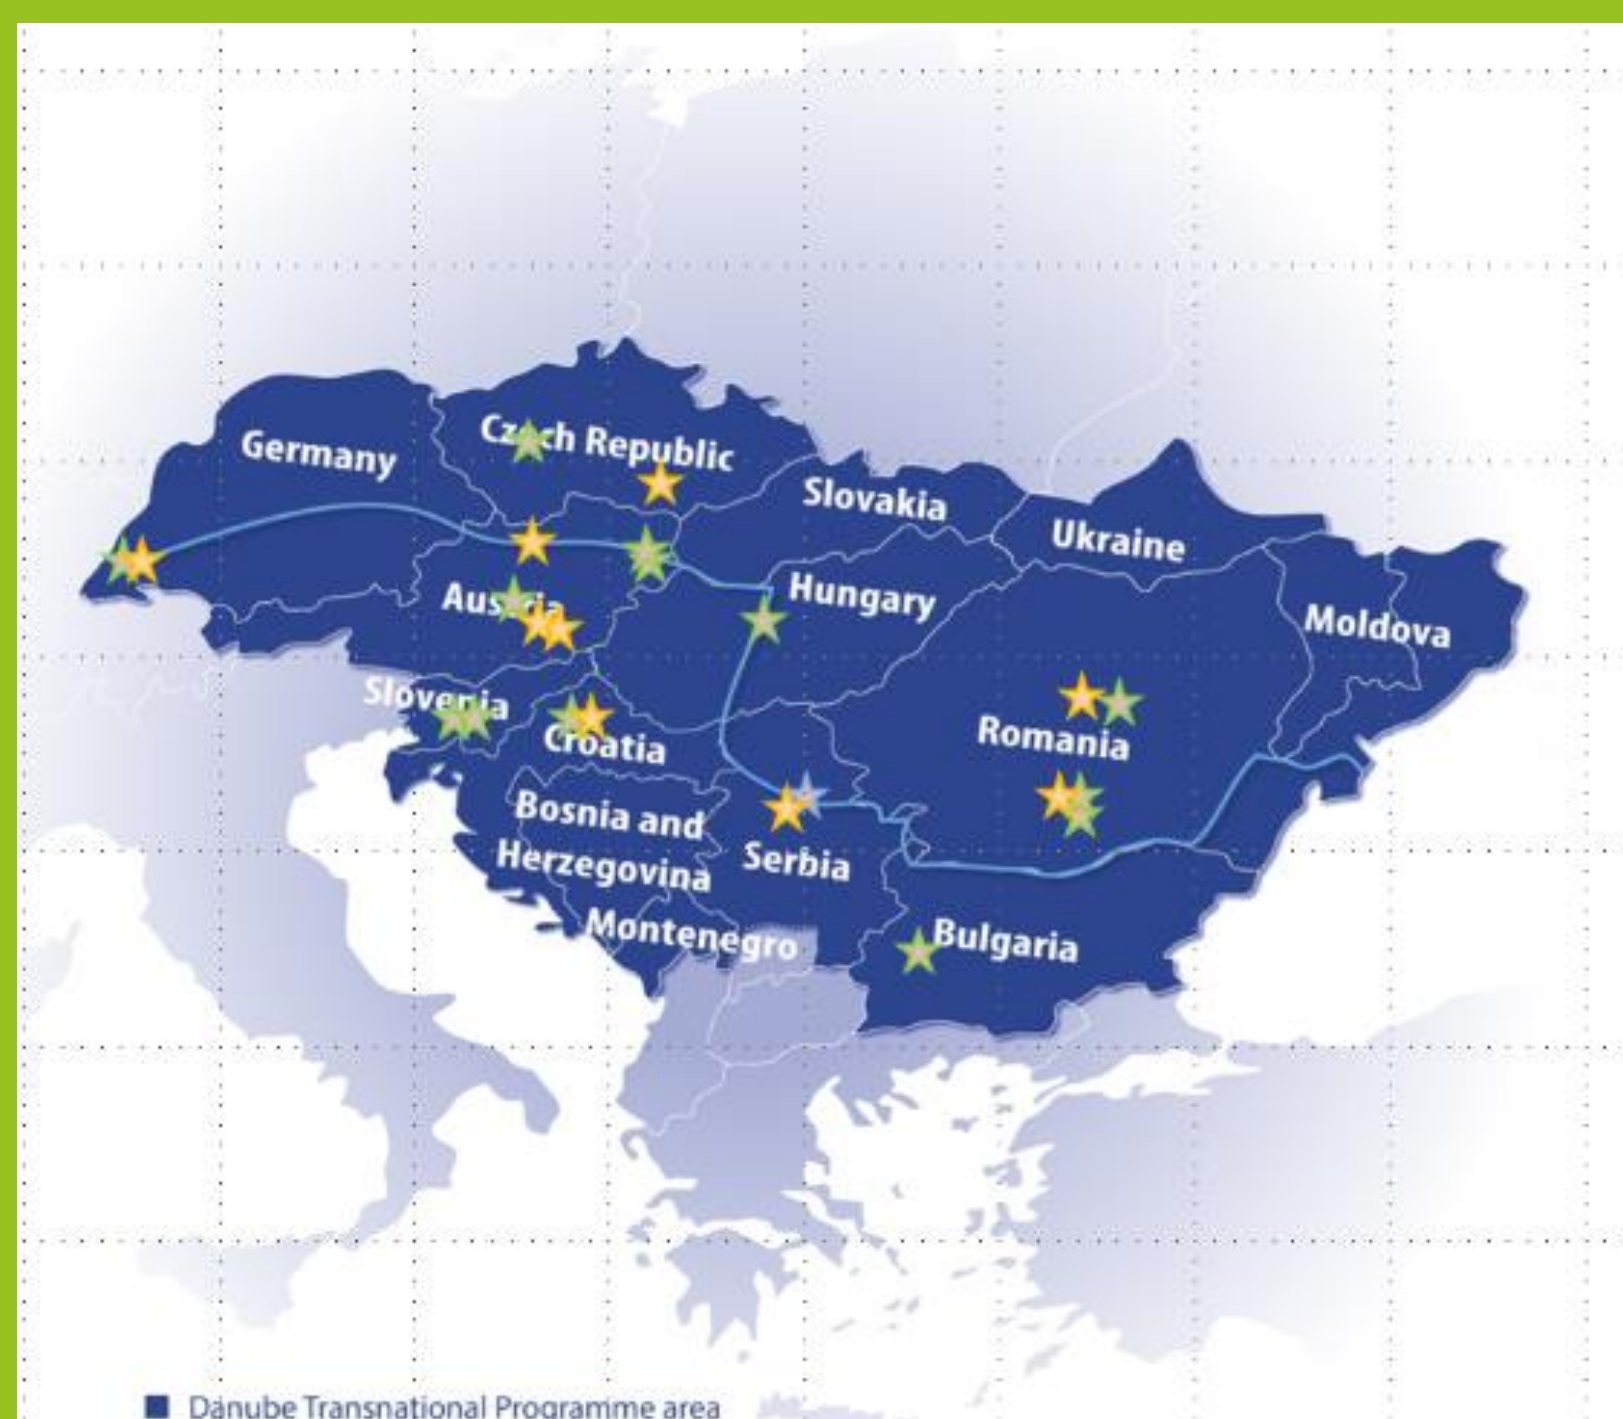 Germany
Czech Republic
Slovakia
Ukraine
Austria
Hungary
Moldova
Slovenia
Croatia
Romania
Bosnia and
Herzegovina
Serbia
Montenegro
Bulgaria
Danube Transnational Programme area